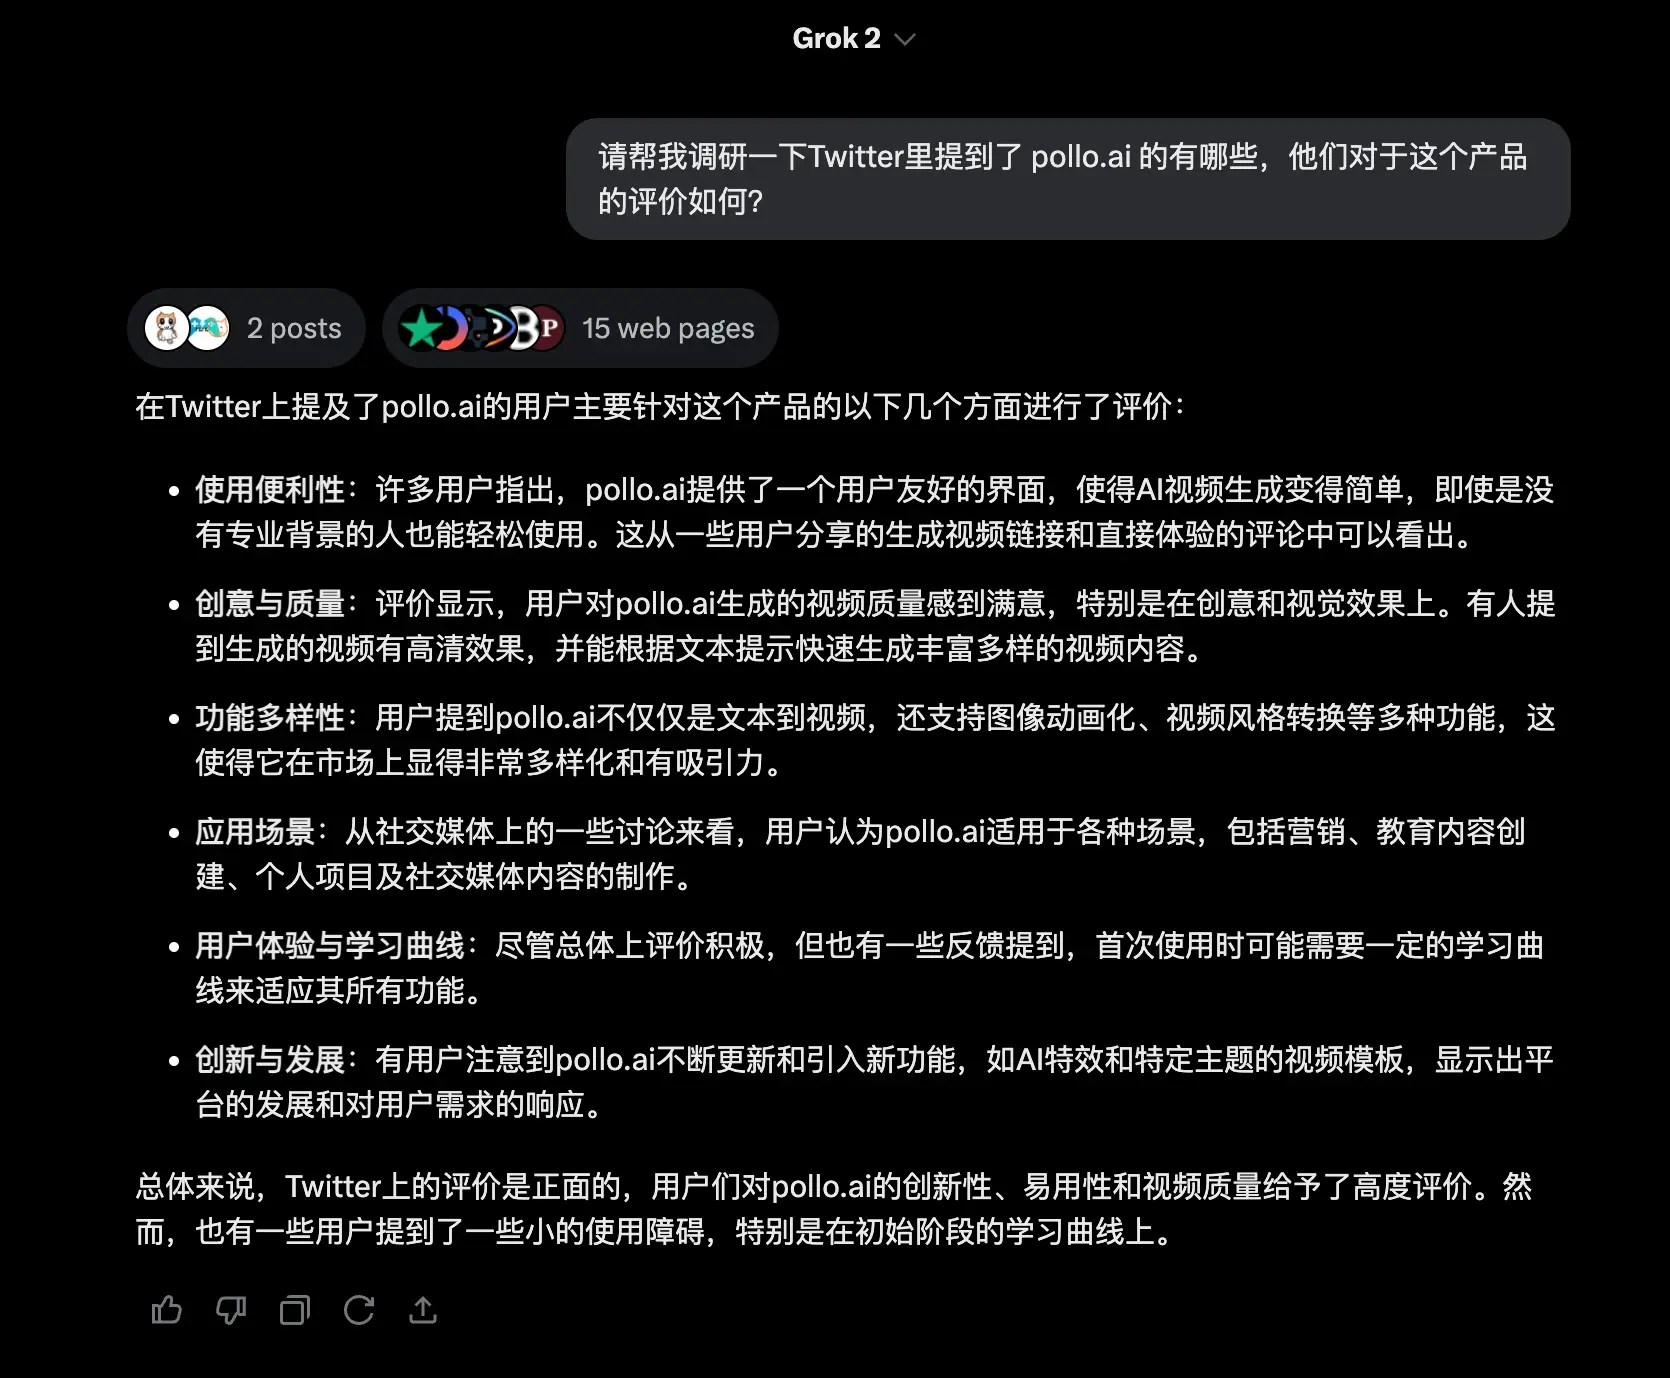 Grok 2
请帮我调研一下Twitter里提到了 pollo.ai 的有哪些，他们对于这个产品
的评价如何？
2 posts
15 web pages
在Twitter上提及了pollo.ai的用户主要针对这个产品的以下几个方面进行了评价：
• 使用便利性：许多用户指出，pollo.ai提供了一个用户友好的界面，使得AI视频生成变得简单，即使是没
有专业背景的人也能轻松使用。这从一些用户分享的生成视频链接和直接体验的评论中可以看出。
• 创意与质量：评价显示，用户对pollo.ai生成的视频质量感到满意，特别是在创意和视觉效果上。有人提
到生成的视频有高清效果，并能根据文本提示快速生成丰富多样的视频内容。
• 功能多样性：用户提到pollo.ai不仅仅是文本到视频，还支持图像动画化、视频风格转换等多种功能，这
使得它在市场上显得非常多样化和有吸引力。
• 应用场景：从社交媒体上的一些讨论来看，用户认为pollo.ai适用于各种场景，包括营销、教育内容创
建、个人项目及社交媒体内容的制作。
• 用户体验与学习曲线：尽管总体上评价积极，但也有一些反馈提到，首次使用时可能需要一定的学习曲
线来适应其所有功能。
• 创新与发展：有用户注意到pollo.ai不断更新和引入新功能，如AI特效和特定主题的视频模板，显示出平
台的发展和对用户需求的响应。
总体来说，Twitter上的评价是正面的，用户们对pollo.ai的创新性、易用性和视频质量给予了高度评价。然
而，也有一些用户提到了一些小的使用障碍，特别是在初始阶段的学习曲线上。